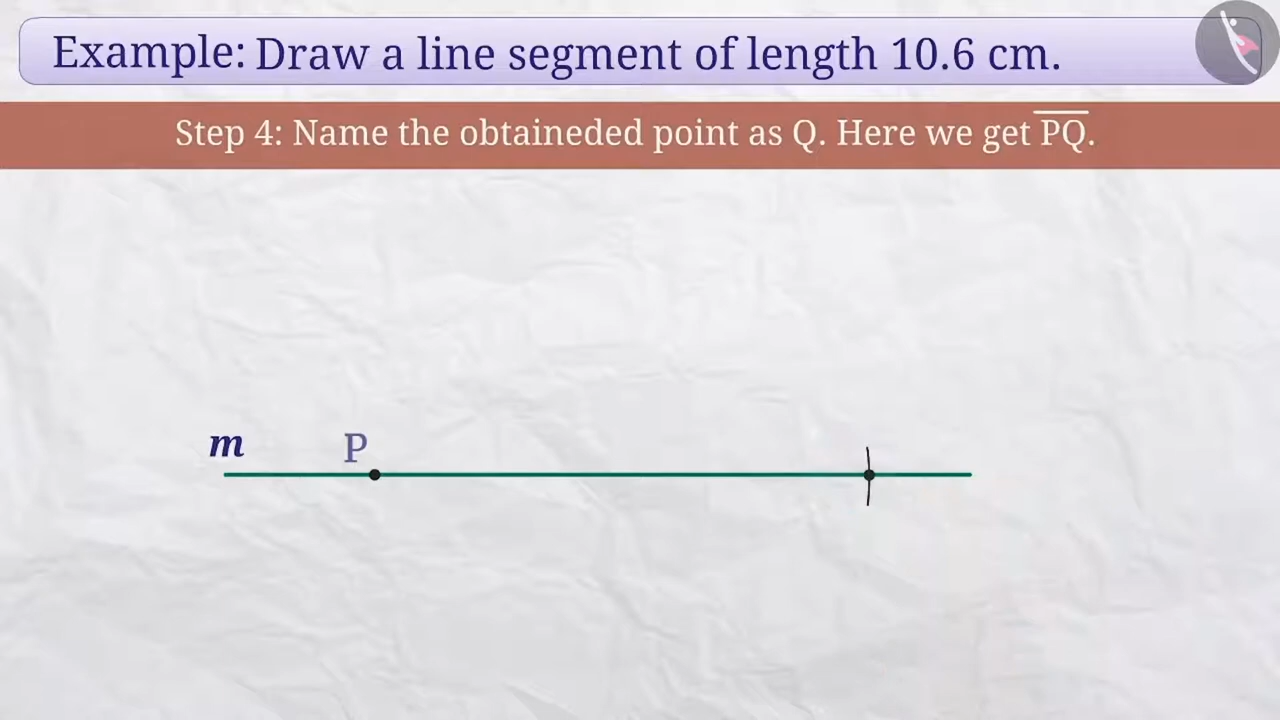 Example: Draw a line segment of length 10.6 cm.
Step 4: Name the obtaineded point as Q. Here we get P̅Q̅.
m P